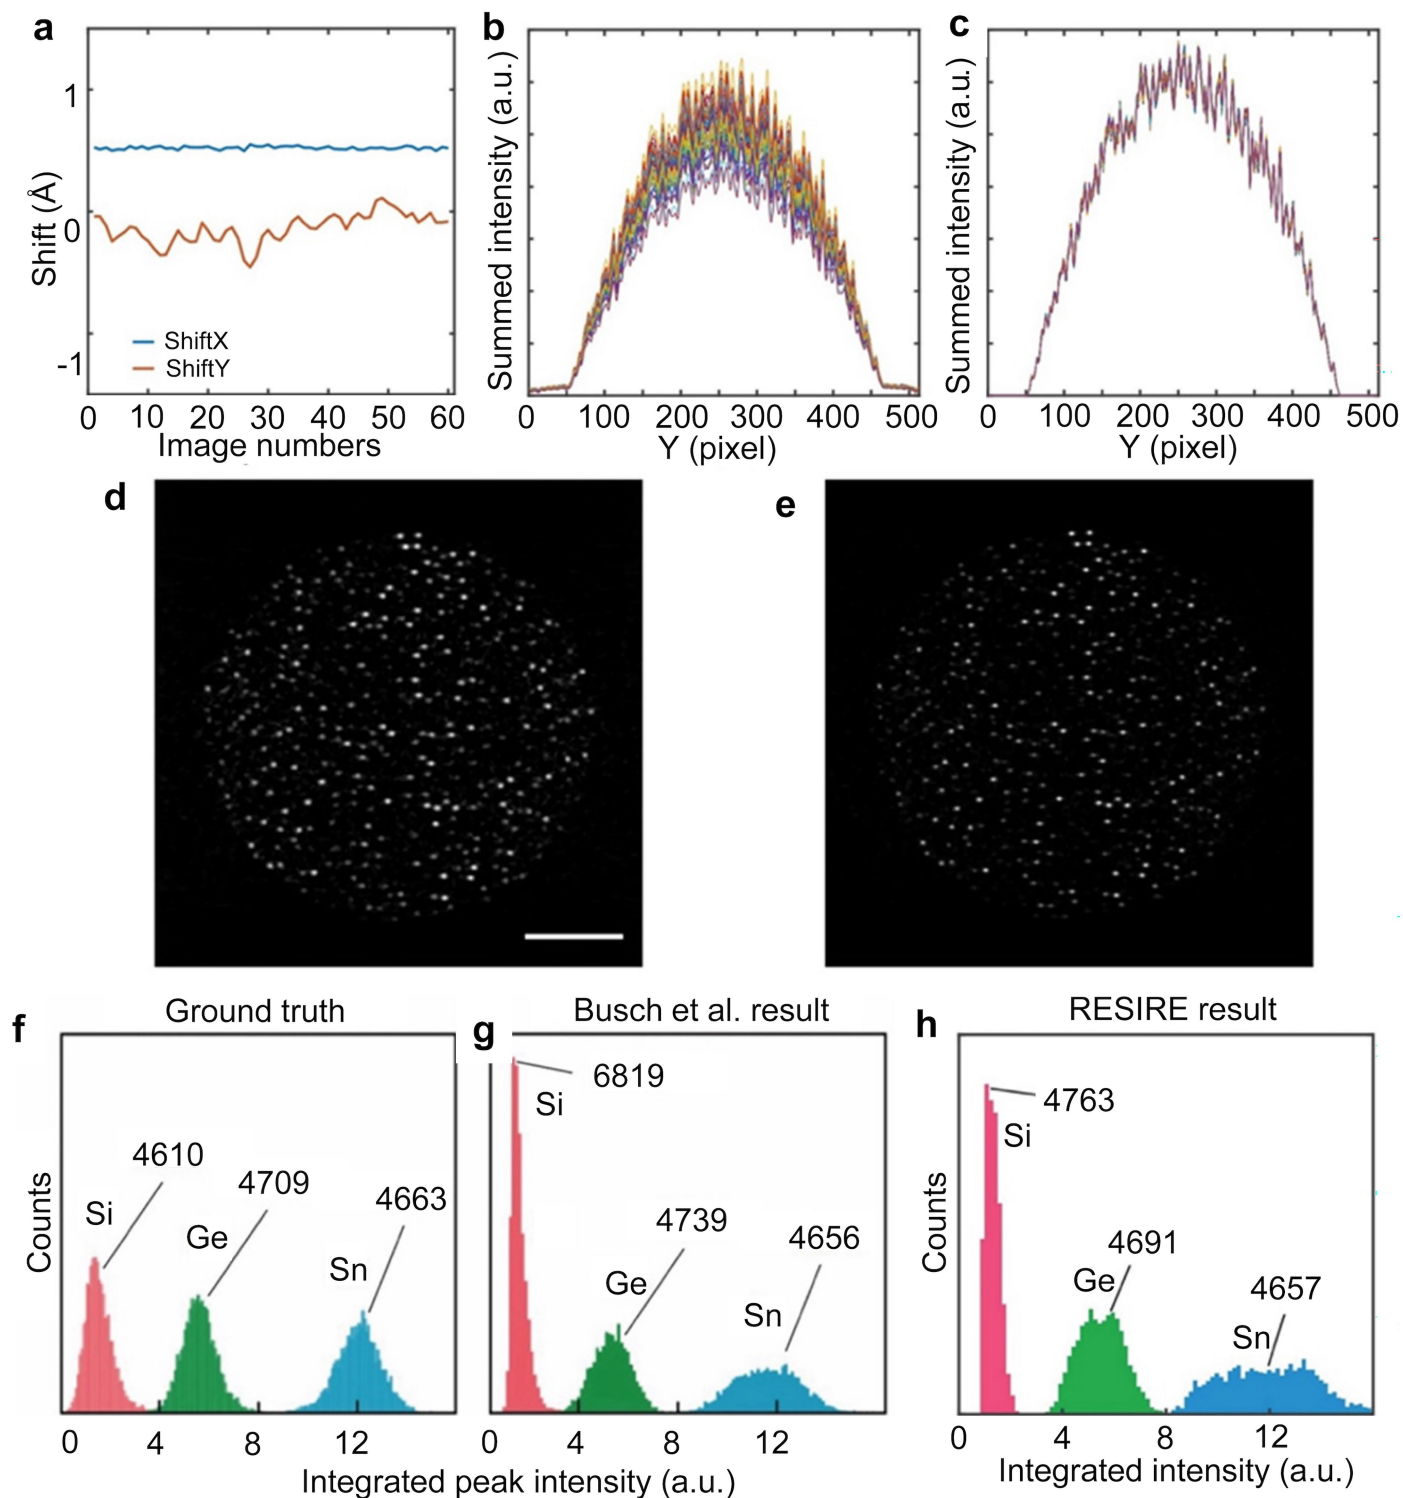 a
b
c
Shift (Å)
1
0
-1
ShiftX
ShiftY
0 10 20 30 40 50 60
Image numbers
Summed intensity (a.u.)
0 100 200 300 400 500
Y (pixel)
Summed intensity (a.u.)
0 100 200 300 400 500
Y (pixel)
d
e
f
Ground truth
Counts
Si
4610
Ge
4709
Sn
4663
0 4 8 12
g
Busch et al. result
6819
Si
4739
Ge
4656
Sn
0 4 8 12
Integrated peak intensity (a.u.)
h
RESIRE result
Counts
4763
Si
4691
Ge
4657
Sn
0 4 8 12
Integrated intensity (a.u.)